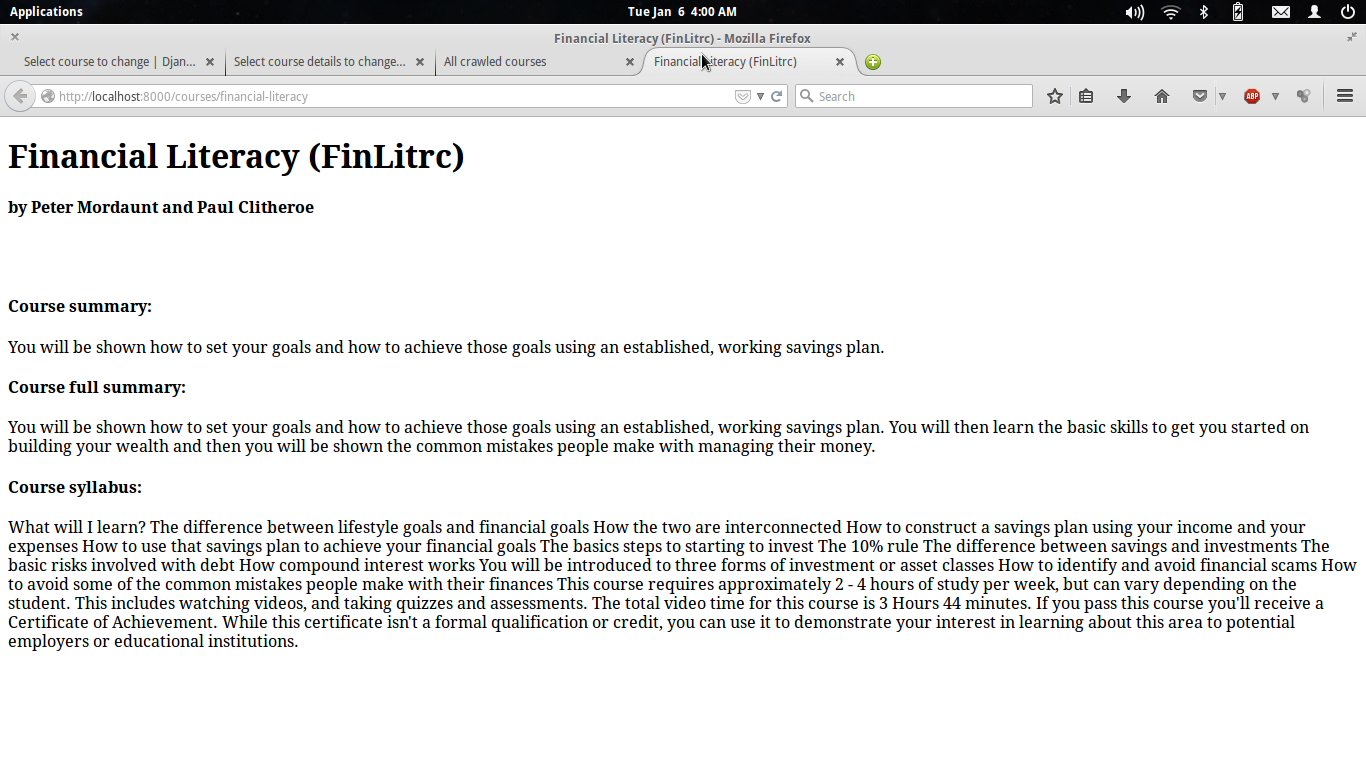 Applications
Tue Jan 6 4:00 AM
Financial Literacy (FinLitrc) - Mozilla Firefox
Select course to change | Djan...
Select course details to change...
All crawled courses
Financial Literacy (FinLitrc)
http://localhost:8000/courses/financial-literacy
Search
ABP
Financial Literacy (FinLitrc)
by Peter Mordaunt and Paul Clitheroe
Course summary:
You will be shown how to set your goals and how to achieve those goals using an established, working savings plan.
Course full summary:
You will be shown how to set your goals and how to achieve those goals using an established, working savings plan. You will then learn the basic skills to get you started on
building your wealth and then you will be shown the common mistakes people make with managing their money.
Course syllabus:
What will I learn? The difference between lifestyle goals and financial goals How the two are interconnected How to construct a savings plan using your income and your
expenses How to use that savings plan to achieve your financial goals The basics steps to starting to invest The 10% rule The difference between savings and investments The
basic risks involved with debt How compound interest works You will be introduced to three forms of investment or asset classes How to identify and avoid financial scams How
to avoid some of the common mistakes people make with their finances This course requires approximately 2 - 4 hours of study per week, but can vary depending on the
student. This includes watching videos, and taking quizzes and assessments. The total video time for this course is 3 Hours 44 minutes. If you pass this course you'll receive a
Certificate of Achievement. While this certificate isn't a formal qualification or credit, you can use it to demonstrate your interest in learning about this area to potential
employers or educational institutions.